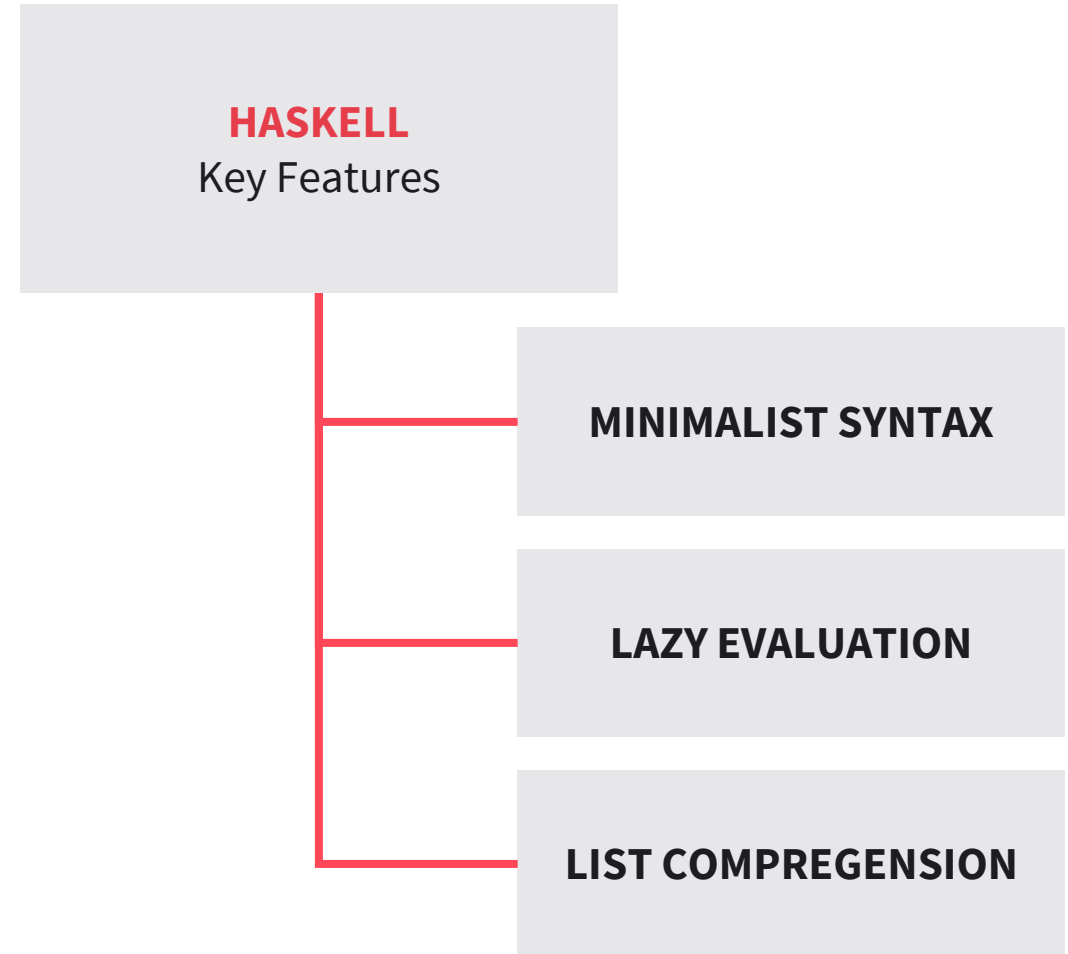 HASKELL
Key Features
MINIMALIST SYNTAX
LAZY EVALUATION
LIST COMPREGENSION